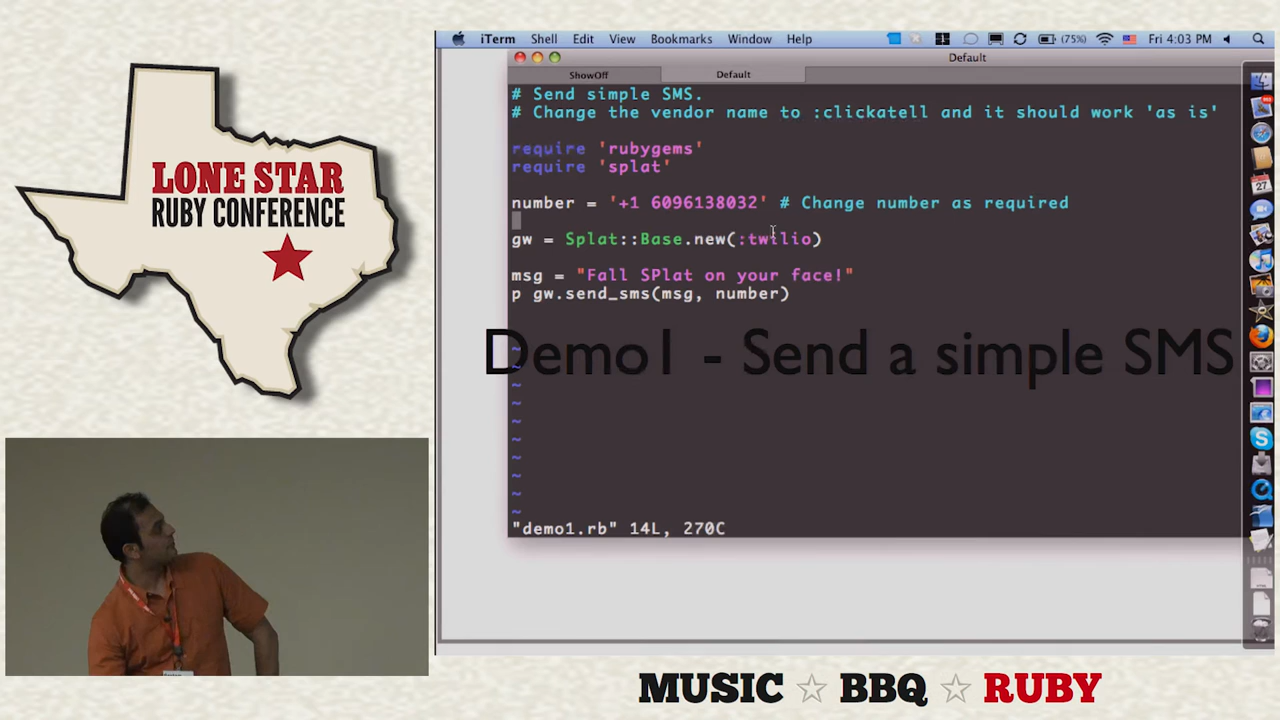 LONE STAR
RUBY CONFERENCE
iTerm Shell Edit View Bookmarks Window Help (75%) Fri 4:03 PM
Default
ShowOff Default
# Send simple SMS.
# Change the vendor name to :clickatell and it should work 'as is'
require 'rubygems'
require 'splat'
number = '+1 6096138032' # Change number as required
gw = Splat::Base.new(:twilio)
msg = "Fall SPlat on your face!"
p gw.send_sms(msg, number)
Demo1 - Send a simple SMS
~
~
~
~
~
~
~
~
~
~
"demo1.rb" 14L, 270C
27
MUSIC ☆ BBQ ☆ RUBY